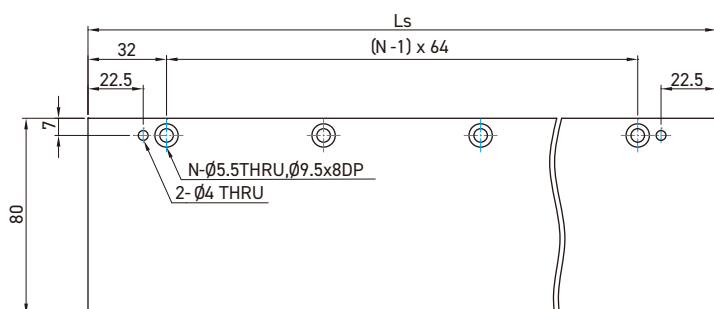 Ls
32
(N-1) x 64
22.5
22.5
7
N-Ø5.5THRU,Ø9.5x8DP
2-Ø4 THRU
80